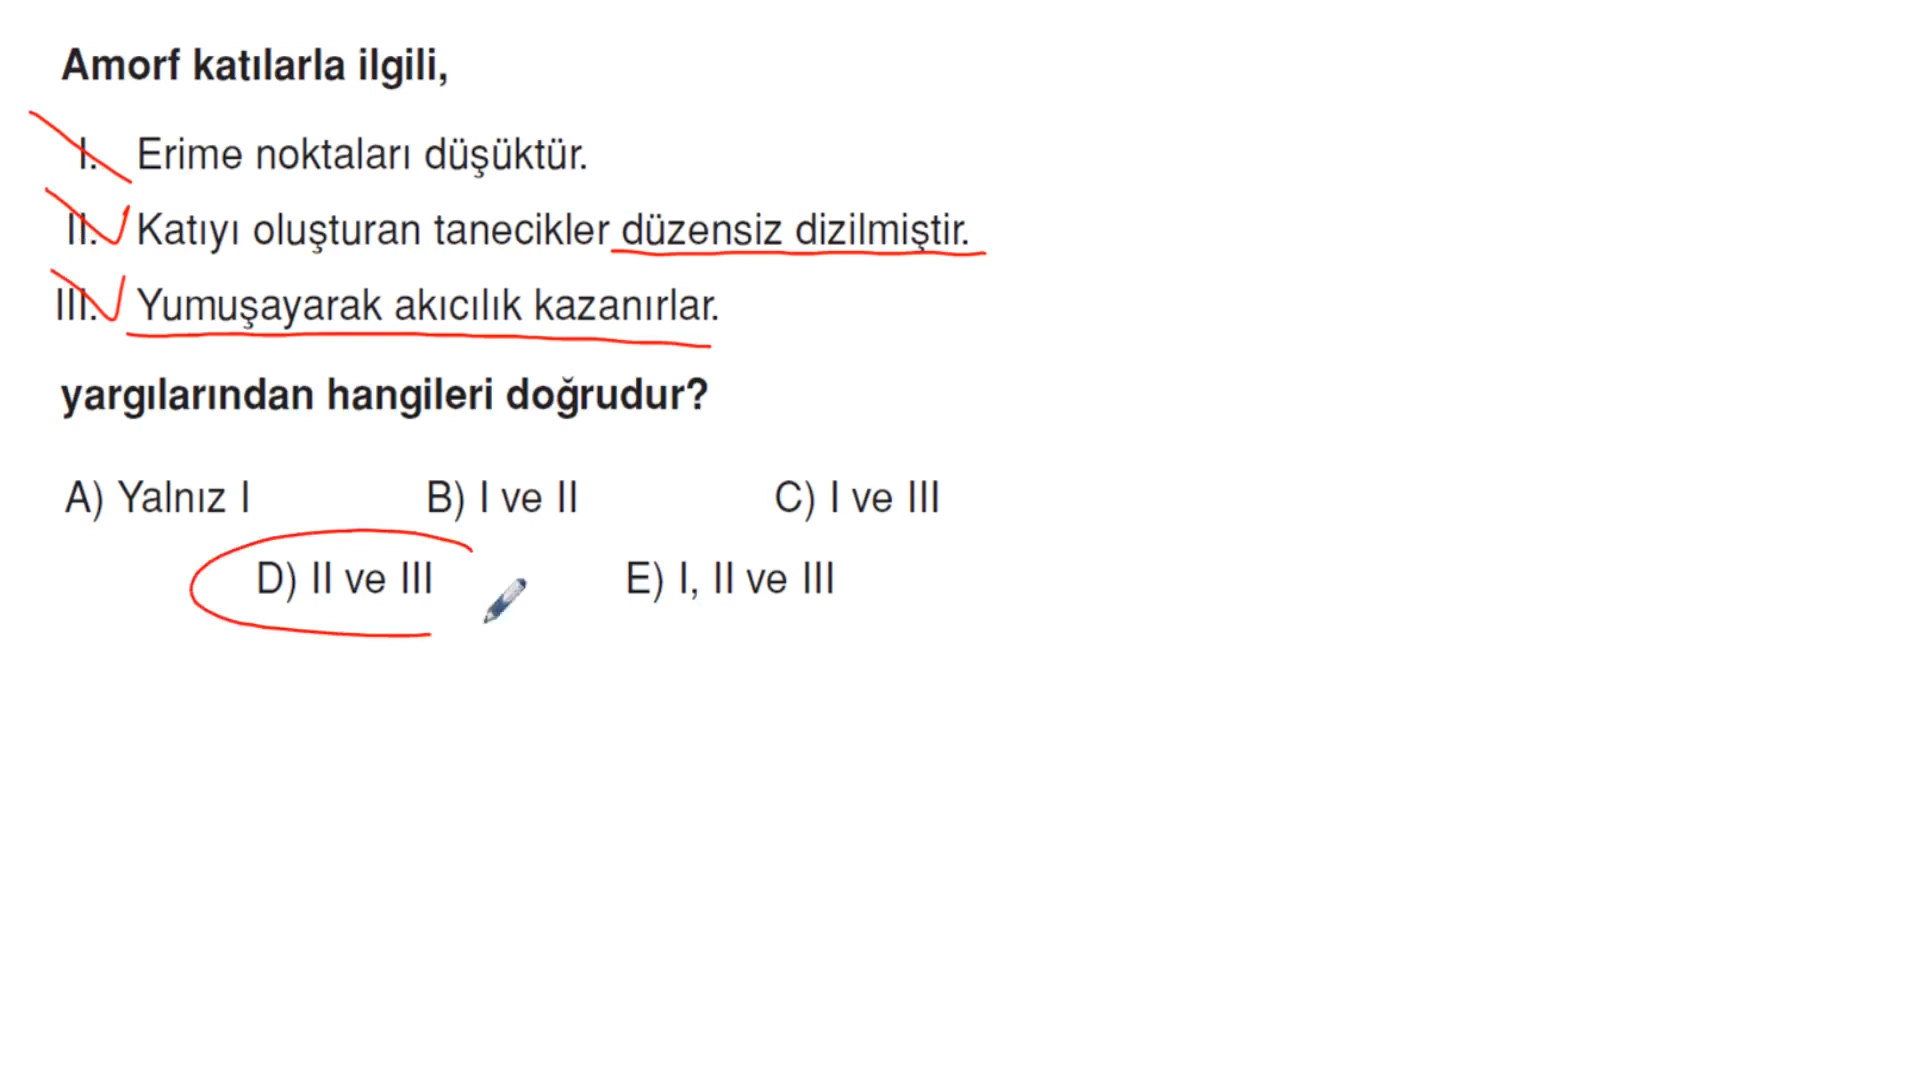 Amorf katılarla ilgili,
I. Erime noktaları düşüktür.
II. Katıyı oluşturan tanecikler düzensiz dizilmiştir.
III. Yumuşayarak akıcılık kazanırlar.
yargılarından hangileri doğrudur?
A) Yalnız I B) I ve II C) I ve III
D) II ve III E) I, II ve III